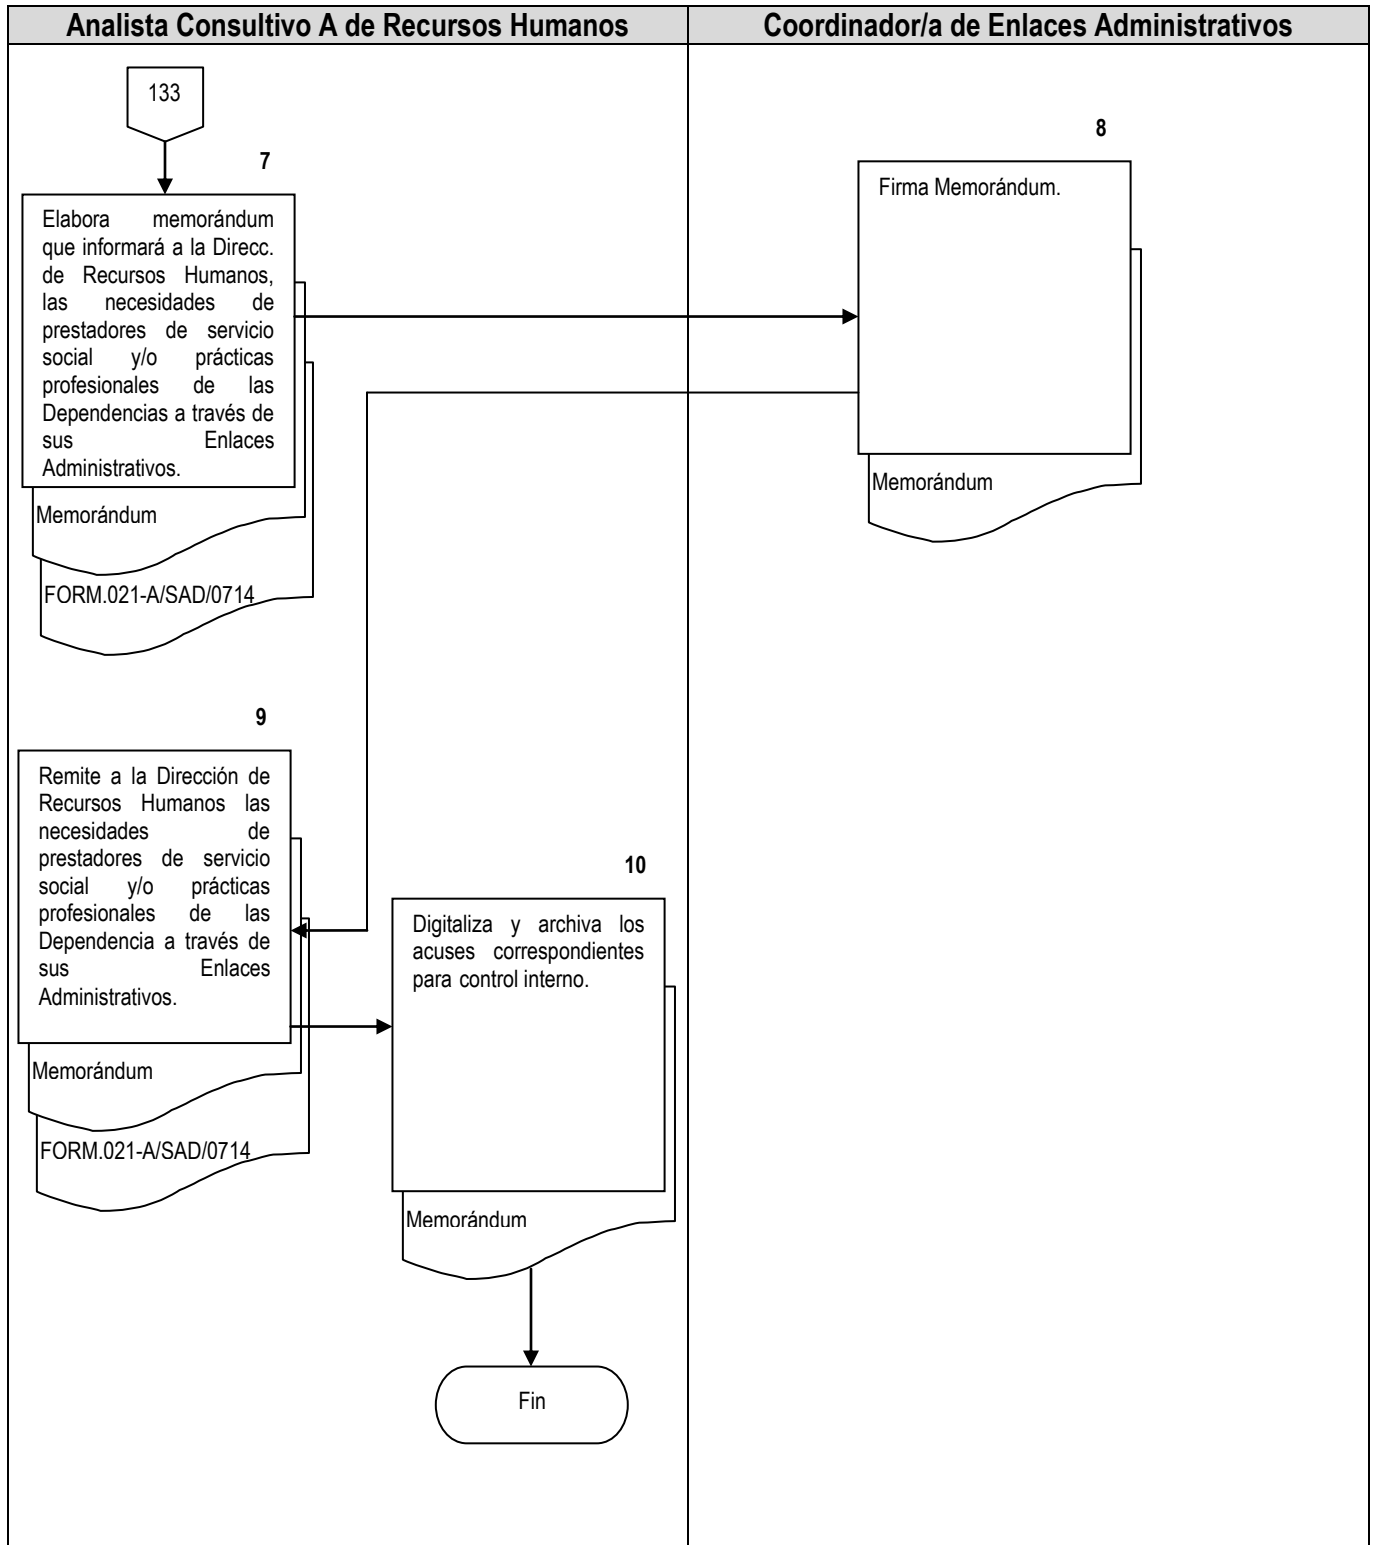 Analista Consultivo A de Recursos Humanos
Coordinador/a de Enlaces Administrativos
133
7
Elabora memorándum
que informará a la Direcc.
de Recursos Humanos,
las necesidades de
prestadores de servicio
social y/o prácticas
profesionales de las
Dependencias a través de
sus Enlaces
Administrativos.
Memorándum
FORM.021-A/SAD/0714
8
Firma Memorándum.
Memorándum
9
Remite a la Dirección de
Recursos Humanos las
necesidades de
prestadores de servicio
social y/o prácticas
profesionales de las
Dependencia a través de
sus Enlaces
Administrativos.
Memorándum
FORM.021-A/SAD/0714
10
Digitaliza y archiva los
acuses correspondientes
para control interno.
Memorándum
Fin